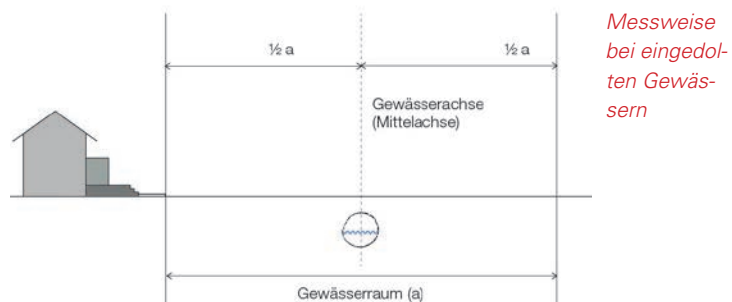 ½ a
½ a
Gewässerachse
(Mittelachse)
Gewässerraum (a)
Messweise
bei eingedol-
ten Gewäs-
sern